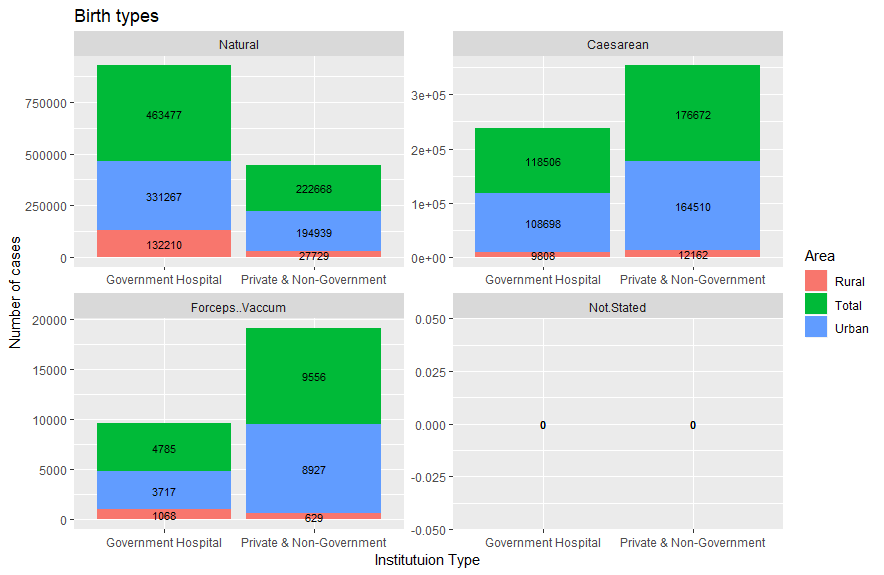 Birth types
Natural
Caesarean
750000
500000
250000
0
463477
331267
132210
222668
194939
27729
Government Hospital
Private & Non-Government
3e+05
2e+05
1e+05
0e+00
118506
108698
9808
176672
164510
12162
Government Hospital
Private & Non-Government
Number of cases
Forceps..Vaccum
Not.Stated
20000
15000
10000
5000
0
4785
3717
1068
9556
8927
629
Government Hospital
Private & Non-Government
0.050
0.025
0.000
-0.025
-0.050
0
0
Government Hospital
Private & Non-Government
Institutuion Type
Area
Rural
Total
Urban